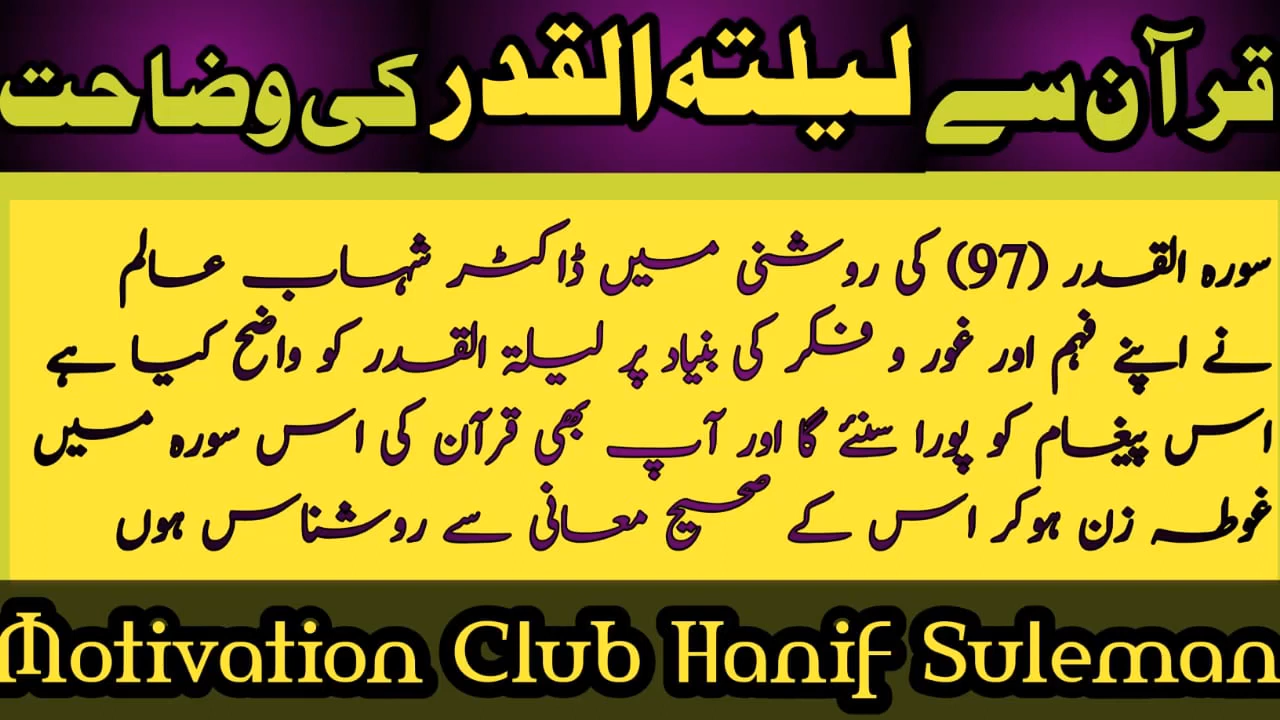 قرآن سے لیلتہ القدر کی وضاحت
سورہ القدر (97) کی روشنی میں ڈاکٹر شہاب عالم
نے اپنے فہم اور غور و فکر کی بنیاد پر لیلۃ القدر کو واضح کیا ہے
اس پیغام کو پورا سنئے گا اور آپ بھی قرآن کی اس سورہ میں
غوطہ زن ہوکر اس کے صحیح معانی سے روشناس ہوں
Motivation Club Hanif Suleman